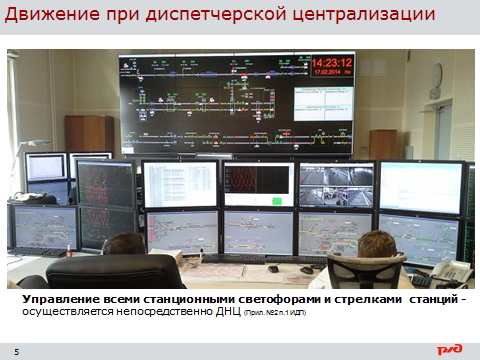 Движение при диспетчерской централизации
14:23:12
17.02.2014 пн
Управление всеми станционными светофорами и стрелками станций -
осуществляется непосредственно ДНЦ (Прил. №2 п.1 ИДП)
5
ржд